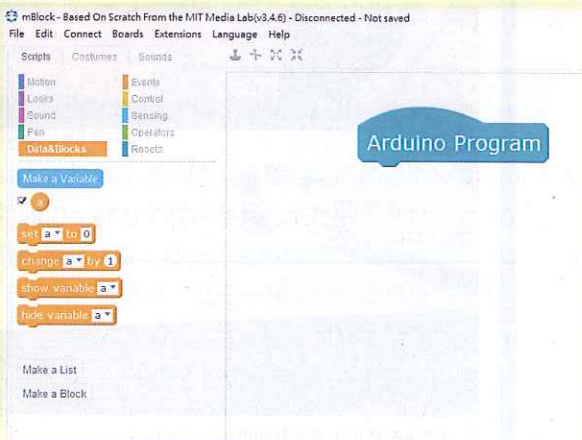 mBlock - Based On Scratch From the MIT Media Lab(v3.4.6) - Disconnected - Not saved
File Edit Connect Boards Extensions Language Help
Scripts Costumes Sounds
Motion Events
Looks Control
Sound Sensing
Pen Operators
Data&Blocks Robots
Make a Variable
a
set a to 0
change a by 1
show variable a
hide variable a
Make a List
Make a Block
Arduino Program